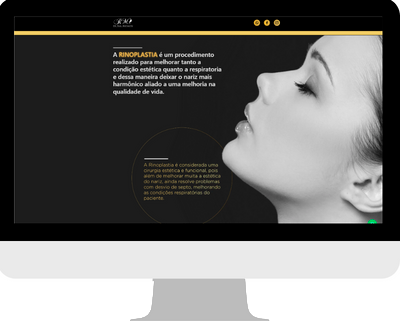 A RINOPLASTIA é um procedimento
realizado para melhorar tanto a
condição estética quanto a respiratoria
e dessa maneira deixar o nariz mais
harmônico aliado a uma melhoria na
qualidade de vida.
A Rinoplastia é considerada uma
cirurgia estética e funcional, pois
além de melhorar muito a estética
do nariz, ainda resolve problemas
com desvio de septo, melhorando
as condições respiratórias do
paciente.